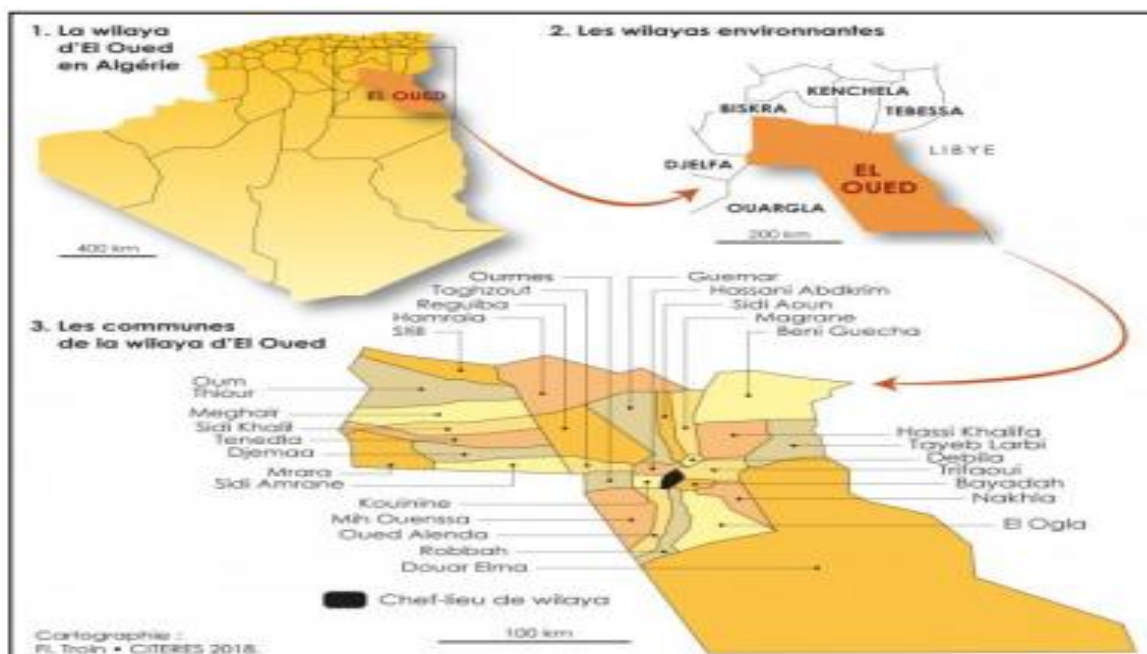 1. La wilaya
d'El Oued
en Algérie
EL OUED
400 km
2. Les wilayas environnantes
KENCHELA
BISKRA
TEBESSA
LIBYE
DJELFA
EL
OUED
OUARGLA
200 km
3. Les communes
de la wilaya d'El Oued
Ourmes
Taghzout
Reguiba
Hamraia
Still
Guemar
Hassani Abdkrim
Sidi Aoun
Magrane
Beni Guecha
Oum
Thiour
Meghair
Sidi Khalil
Tenedla
Djemaa
Mrara
Sidi Amrane
Hassi Khalifa
Tayeb Larbi
Debila
Trifaoui
Bayadah
Nakhla
El Ogla
Kouinine
Mih Ouenssa
Oued Alenda
Robbah
Douar Elma
Chef-lieu de wilaya
100 km
Cartographie :
Fl. Troin • CITERES 2018.